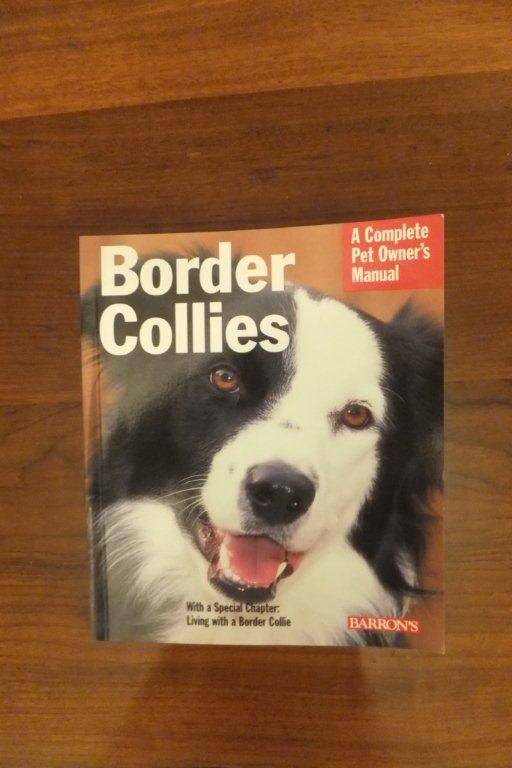 Border
Collies
A Complete
Pet Owner's
Manual
With a Special Chapter:
Living with a Border Collie
BARRON'S